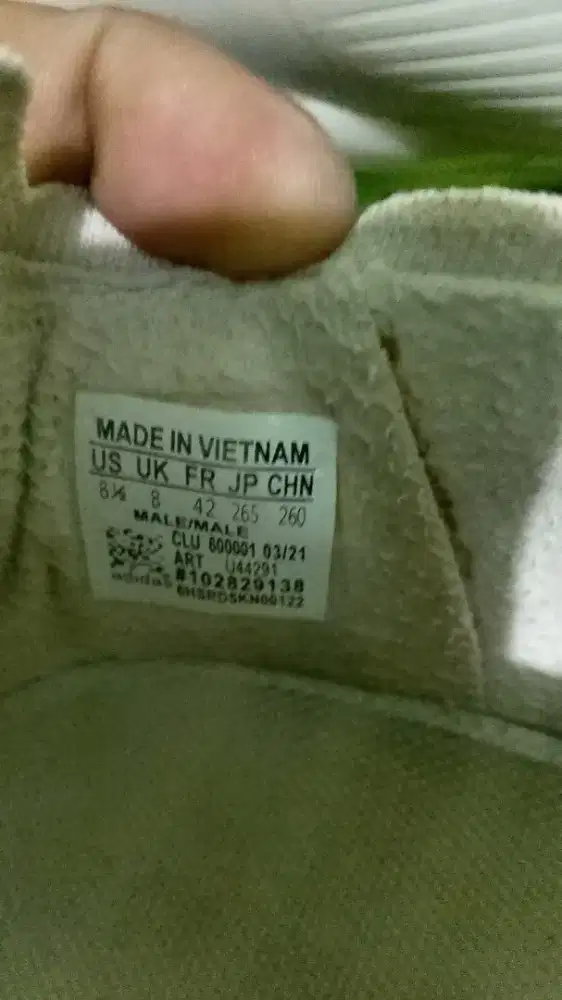 MADE IN VIETNAM
US UK FR JP CHN
8½ 8 42 265 260
MALE/MALE
CLU 600001 03/21
ART U44291
adidas #102829138